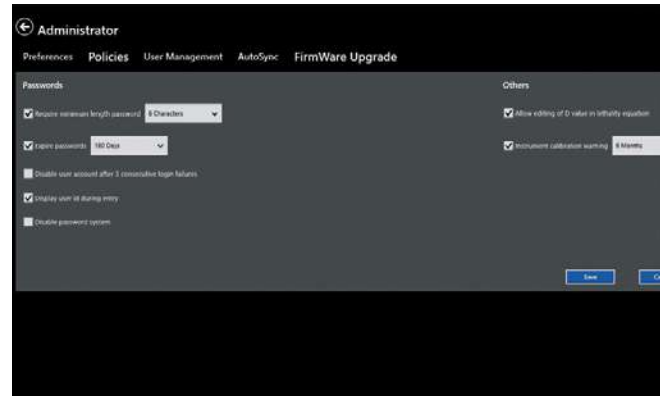 Administrator
Preferences Policies User Management AutoSync FirmWare Upgrade
Passwords
Require minimum length password 8 Characters
Expire passwords 180 Days
Disable user account after 3 consecutive login failures
Display user id during entry
Disable password system
Others
Allow editing of D value in lethality equation
Instrument calibration warning 6 Months
Save